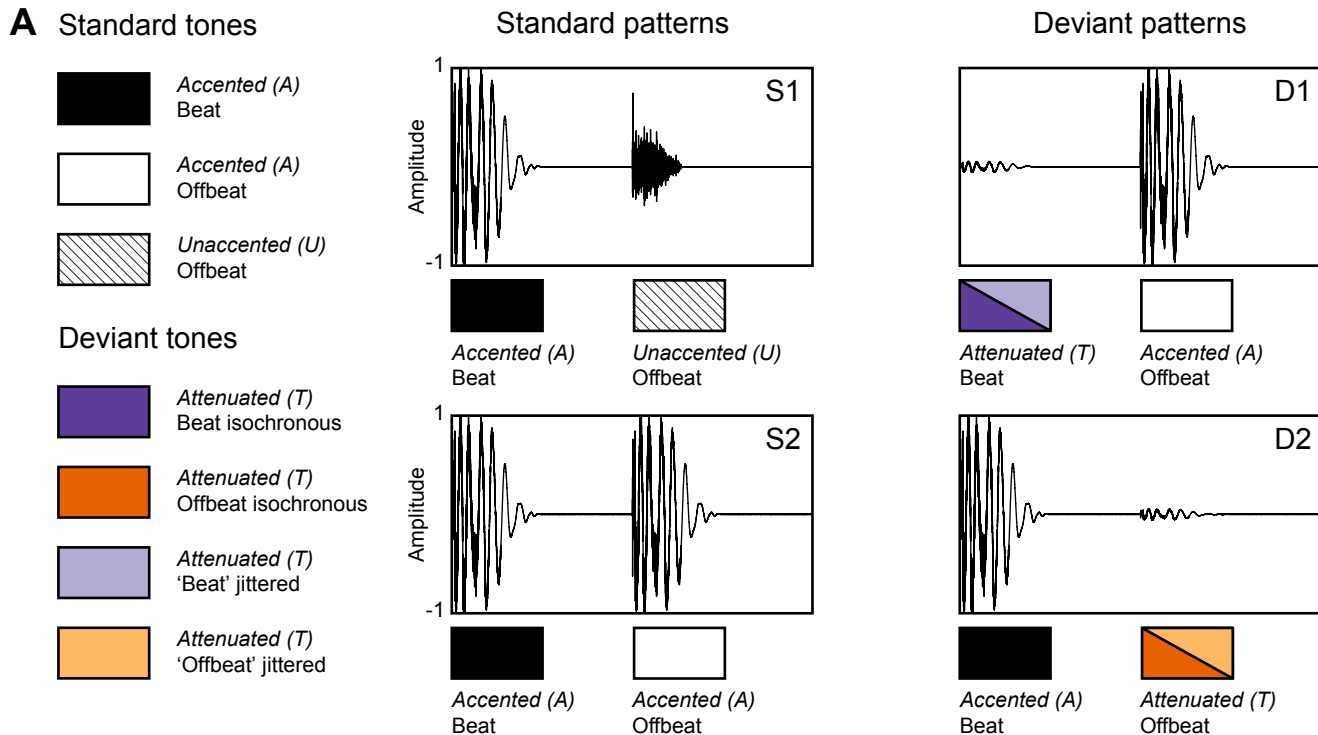 A
Standard tones
Accented (A)
Beat
Accented (A)
Offbeat
Unaccented (U)
Offbeat
Deviant tones
Attenuated (T)
Beat isochronous
Attenuated (T)
Offbeat isochronous
Attenuated (T)
‘Beat’ jittered
Attenuated (T)
‘Offbeat’ jittered
Standard patterns
1
Amplitude
-1
S1
Accented (A)
Beat
Unaccented (U)
Offbeat
1
Amplitude
-1
S2
Accented (A)
Beat
Accented (A)
Offbeat
Deviant patterns
D1
Attenuated (T)
Beat
Accented (A)
Offbeat
D2
Accented (A)
Beat
Attenuated (T)
Offbeat